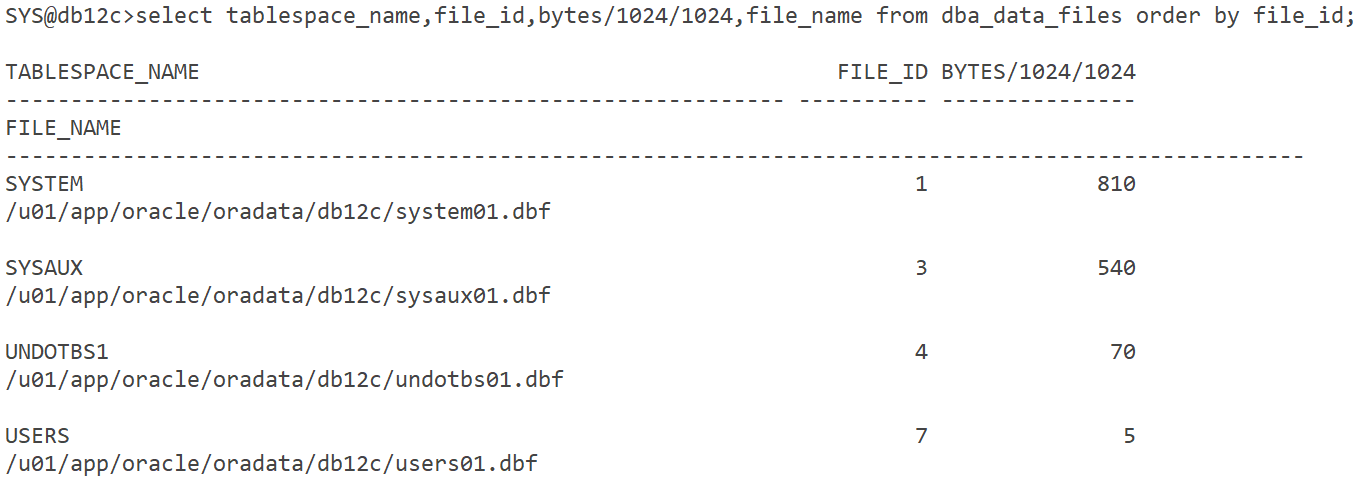 SYS@db12c>select tablespace_name,file_id,bytes/1024/1024,file_name from dba_data_files order by file_id;

TABLESPACE_NAME                                                 FILE_ID BYTES/1024/1024
------------------------------------------------------------ ---------- ---------------
FILE_NAME
----------------------------------------------------------------------------------------------------
SYSTEM                                                                1             810
/u01/app/oracle/oradata/db12c/system01.dbf

SYSAUX                                                                3             540
/u01/app/oracle/oradata/db12c/sysaux01.dbf

UNDOTBS1                                                              4              70
/u01/app/oracle/oradata/db12c/undotbs01.dbf

USERS                                                                 7               5
/u01/app/oracle/oradata/db12c/users01.dbf